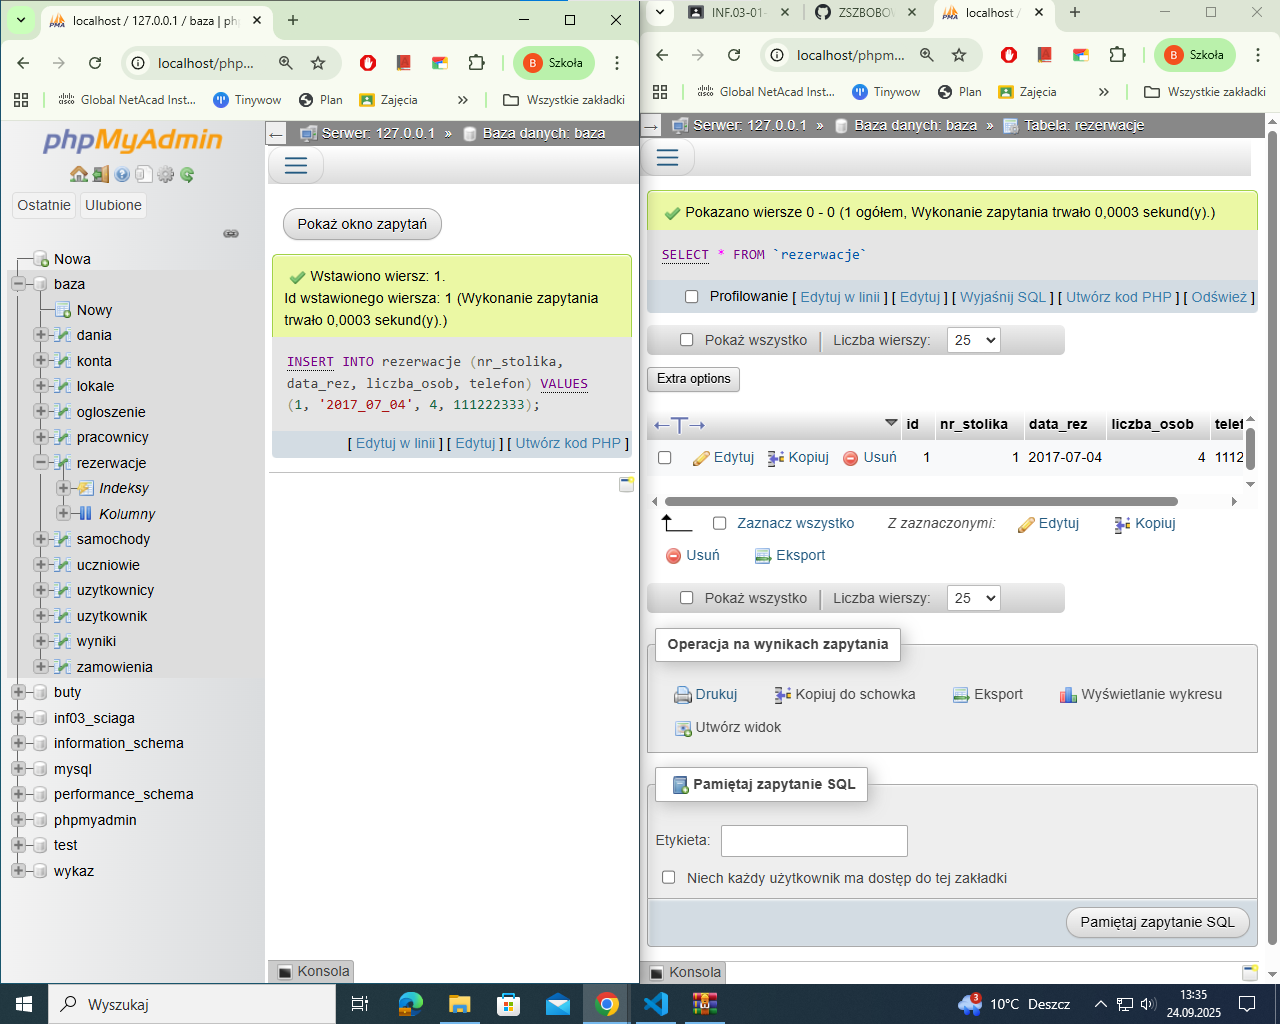 localhost / 127.0.0.1 / baza | ph
localhost/php...
B Szkoła
Global NetAcad Inst...
Tinywow
Plan
Zajęcia
»
Wszystkie zakładki
phpMyAdmin
Ostatnie
Ulubione
Nowa
baza
Nowy
dania
konta
lokale
ogloszenie
pracownicy
rezerwacje
Indeksy
Kolumny
samochody
uczniowie
uzytkownicy
uzytkownik
wyniki
zamowienia
buty
inf03_sciaga
information_schema
mysql
performance_schema
phpmyadmin
test
wykaz
← Serwer: 127.0.0.1 » Baza danych: baza
Pokaż okno zapytań
Wstawiono wiersz: 1.
Id wstawionego wiersza: 1 (Wykonanie zapytania
trwało 0,0003 sekund(y).)
INSERT INTO rezerwacje (nr_stolika,
data_rez, liczba_osob, telefon) VALUES
(1, '2017_07_04', 4, 111222333);
[ Edytuj w linii ] [ Edytuj ] [ Utwórz kod PHP ]
Konsola
INF.03-01-
ZSZBOBOW
localhost /
localhost/phpm...
B Szkoła
Global NetAcad Inst...
Tinywow
Plan
Zajęcia
»
Wszystkie zakładki
→ Serwer: 127.0.0.1 » Baza danych: baza » Tabela: rezerwacje
Pokazano wiersze 0 - 0 (1 ogółem, Wykonanie zapytania trwało 0,0003 sekund(y).)
SELECT * FROM `rezerwacje`
Profilowanie [ Edytuj w linii ] [ Edytuj ] [ Wyjaśnij SQL ] [ Utwórz kod PHP ] [ Odśwież ]
Pokaż wszystko | Liczba wierszy: 25
Extra options
←T→ id nr_stolika data_rez liczba_osob telef
Edytuj Kopiuj Usuń 1 1 2017-07-04 4 1112
Zaznacz wszystko Z zaznaczonymi: Edytuj Kopiuj
Usuń Eksport
Pokaż wszystko | Liczba wierszy: 25
Operacja na wynikach zapytania
Drukuj Kopiuj do schowka Eksport Wyświetlanie wykresu
Utwórz widok
Pamiętaj zapytanie SQL
Etykieta:
Niech każdy użytkownik ma dostęp do tej zakładki
Pamiętaj zapytanie SQL
Konsola
Wyszukaj
3
10°C Deszcz
13:35
24.09.2025